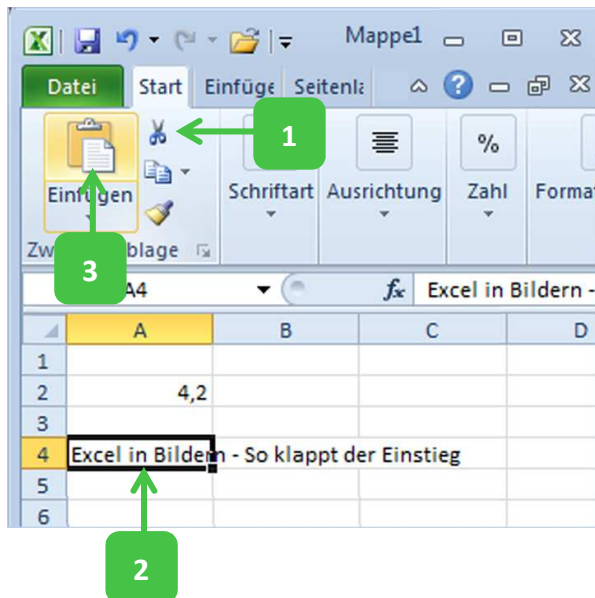 Mappe1
Datei Start Einfüge Seitenla
1
Einfügen Schriftart Ausrichtung % Zahl Format
Zw blage
3
A4 fx Excel in Bildern -
A B C D
1
2 4,2
3
4 Excel in Bildern - So klappt der Einstieg
5
6
2